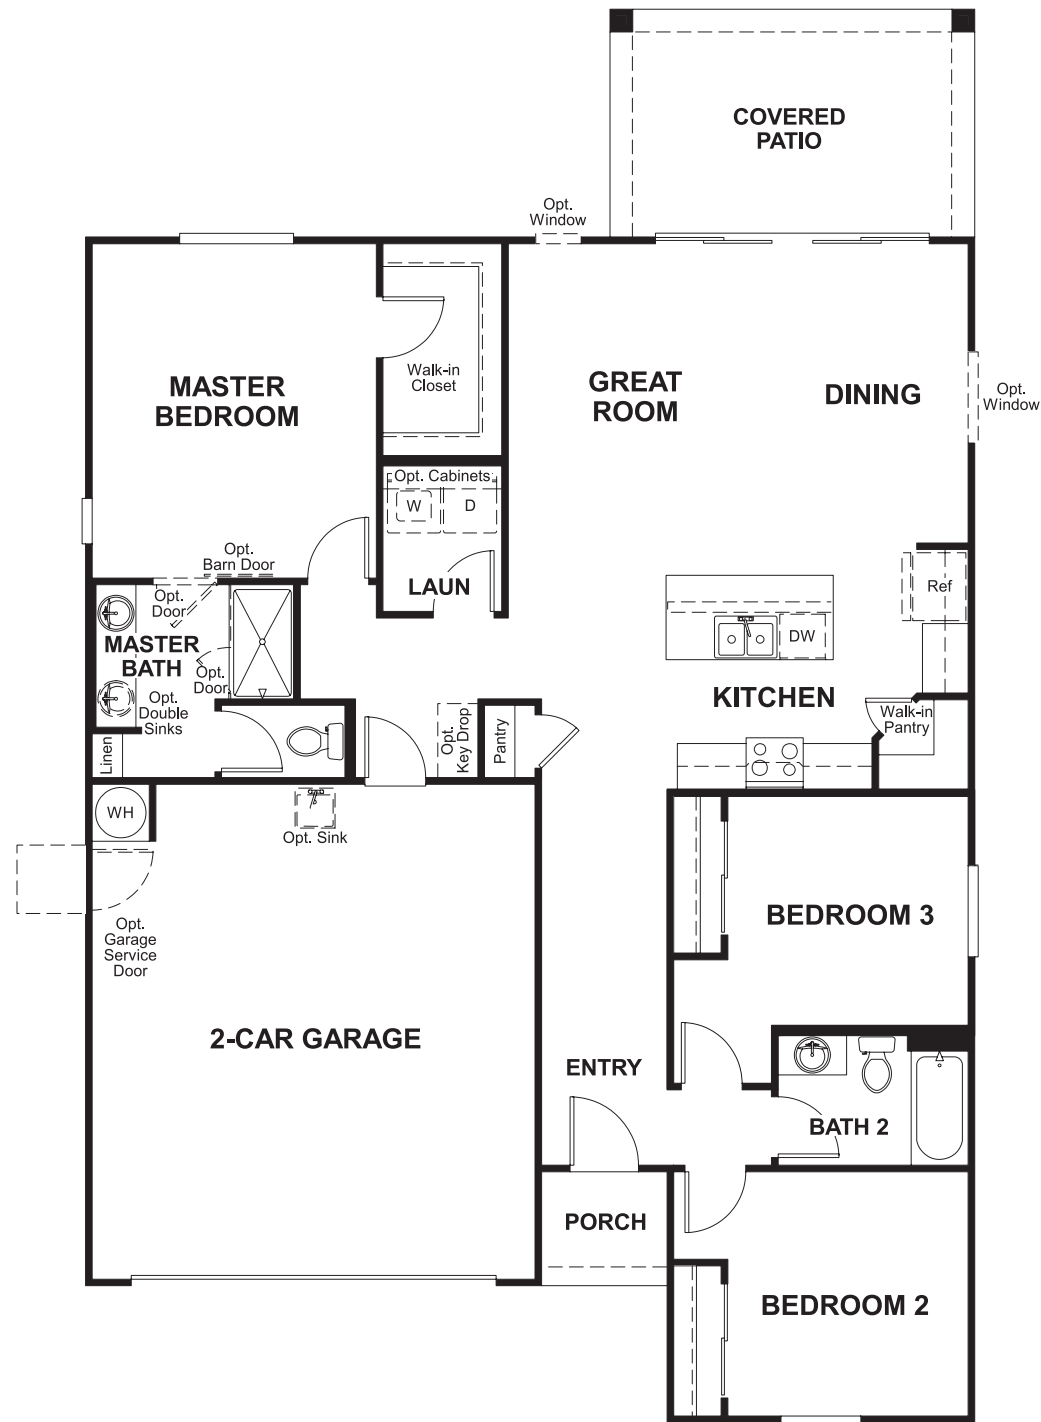 COVERED
PATIO
Opt.
Window
MASTER
BEDROOM
Walk-in
Closet
GREAT
ROOM
DINING
Opt.
Window
Opt. Cabinets
W
D
LAUN
Opt.
Barn Door
Opt.
Door
MASTER
BATH
Opt.
Door
Opt.
Double
Sinks
Linen
Ref
DW
KITCHEN
Walk-in
Pantry
Opt.
Key Drop
Pantry
WH
Opt. Sink
Opt.
Garage
Service
Door
2-CAR GARAGE
BEDROOM 3
ENTRY
BATH 2
PORCH
BEDROOM 2